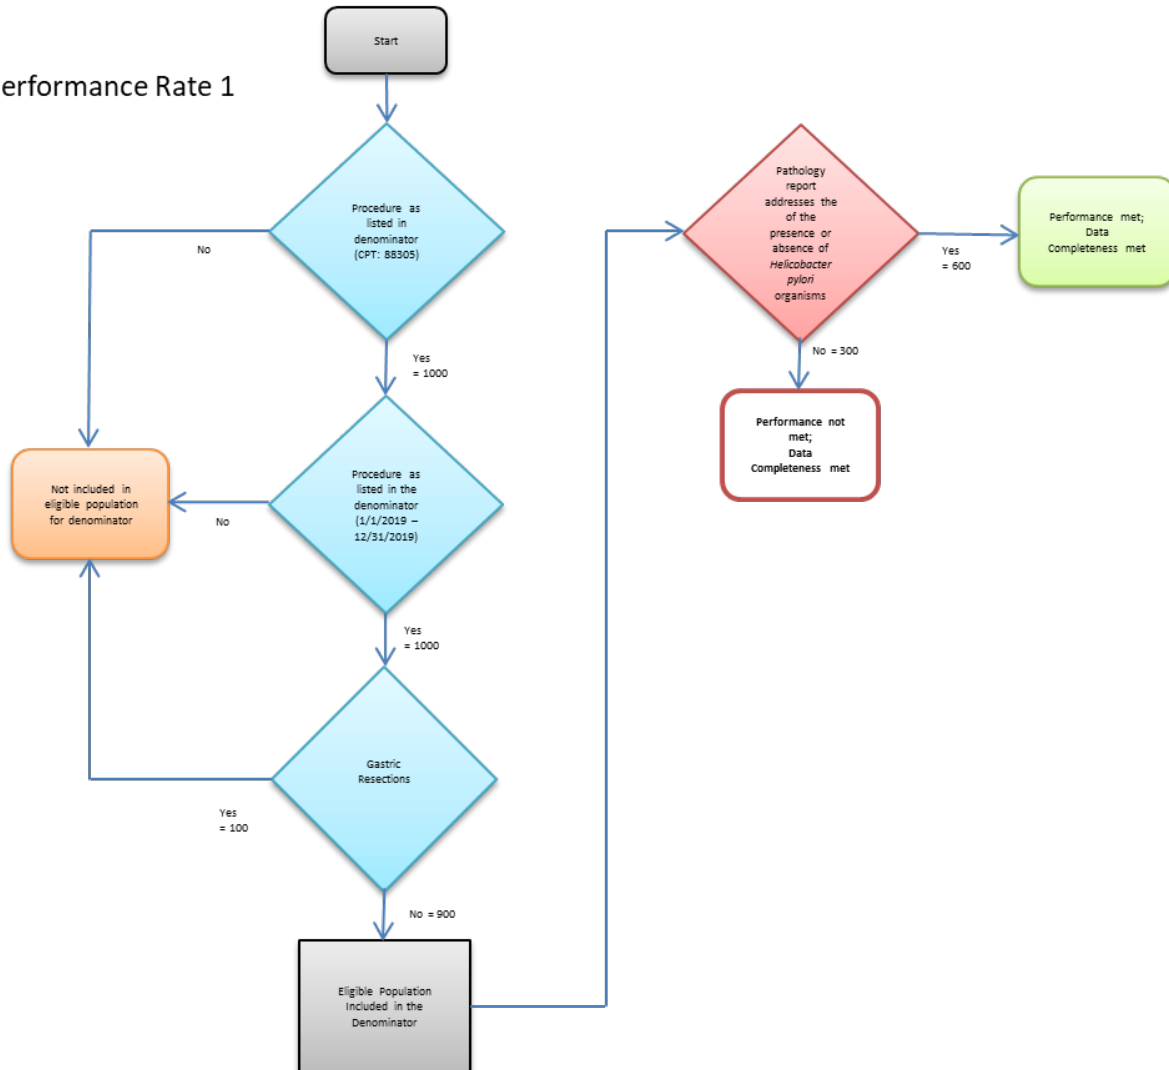 Start
erformance Rate 1
Procedure as
listed in
denominator
(CPT: 88305)
No
Yes
= 1000
Procedure as
listed in the
denominator
(1/1/2019 –
12/31/2019)
Not included in
eligible population
for denominator
No
Yes
= 1000
Gastric
Resections
Yes
= 100
No = 900
Eligible Population
Included in the
Denominator
Pathology
report
addresses the
of the
presence or
absence of
Helicobacter
pylori
organisms
Yes
= 600
Performance met;
Data
Completeness met
No = 300
Performance not
met;
Data
Completeness met